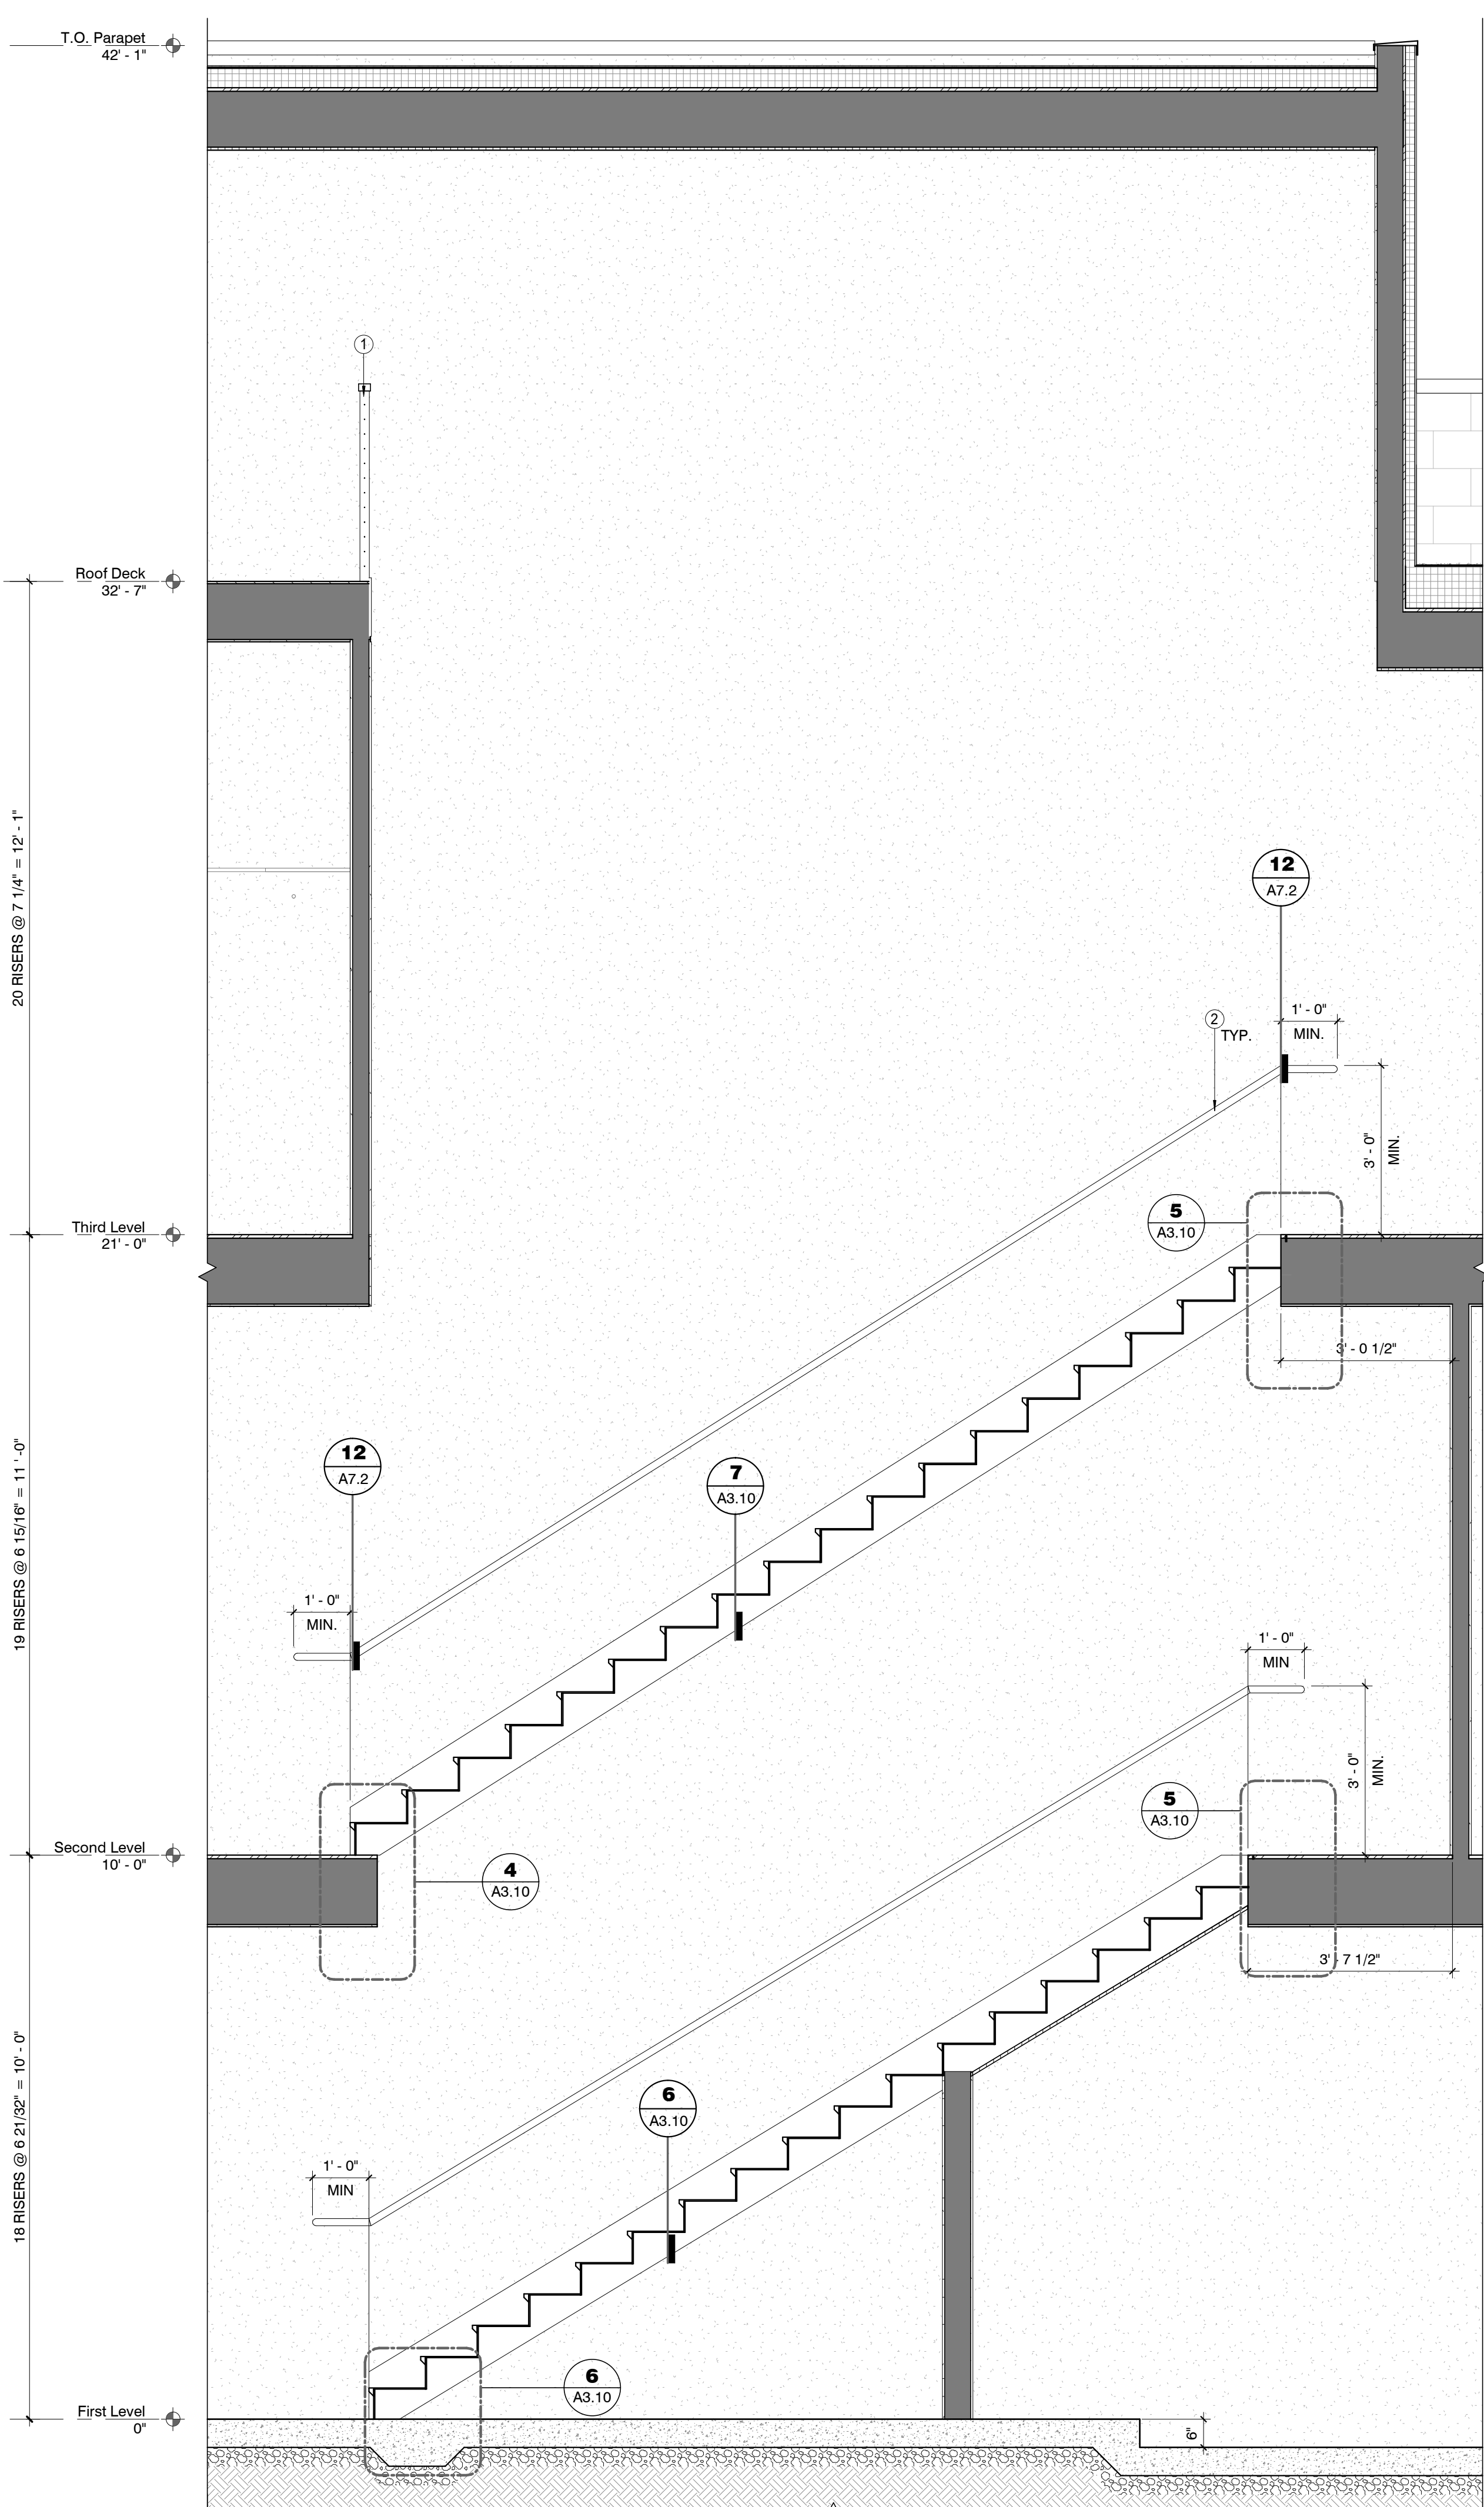 T.O. Parapet
42' - 1"
1
Roof Deck
32' - 7"
20 RISERS @ 7 1/4" = 12' - 1"
12
A7.2
2
TYP.
1' - 0"
MIN.
3' - 0"
MIN.
5
A3.10
Third Level
21' - 0"
3' - 0 1/2"
19 RISERS @ 6 15/16" = 11 '-0"
12
A7.2
7
A3.10
1' - 0"
MIN.
1' - 0"
MIN
3' - 0"
MIN.
5
A3.10
Second Level
10' - 0"
4
A3.10
3' - 7 1/2"
18 RISERS @ 6 21/32" = 10' - 0"
6
A3.10
1' - 0"
MIN
6
A3.10
First Level
0"
6"